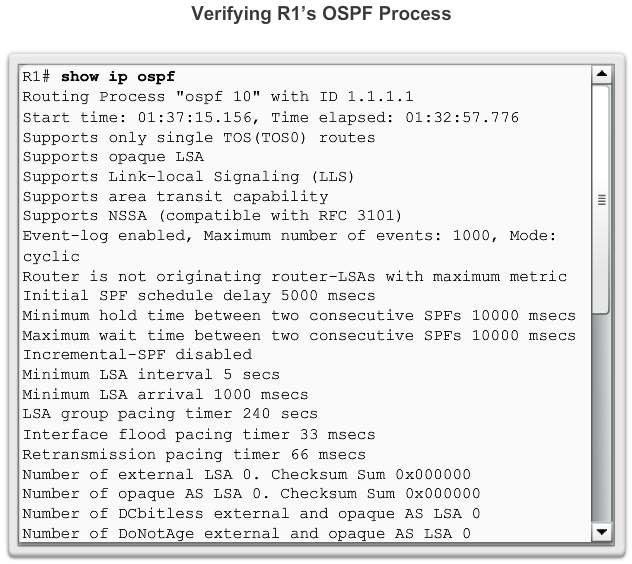 Verifying R1’s OSPF Process
R1# show ip ospf
Routing Process "ospf 10" with ID 1.1.1.1
Start time: 01:37:15.156, Time elapsed: 01:32:57.776
Supports only single TOS(TOS0) routes
Supports opaque LSA
Supports Link-local Signaling (LLS)
Supports area transit capability
Supports NSSA (compatible with RFC 3101)
Event-log enabled, Maximum number of events: 1000, Mode:
cyclic
Router is not originating router-LSAs with maximum metric
Initial SPF schedule delay 5000 msecs
Minimum hold time between two consecutive SPFs 10000 msecs
Maximum wait time between two consecutive SPFs 10000 msecs
Incremental-SPF disabled
Minimum LSA interval 5 secs
Minimum LSA arrival 1000 msecs
LSA group pacing timer 240 secs
Interface flood pacing timer 33 msecs
Retransmission pacing timer 66 msecs
Number of external LSA 0. Checksum Sum 0x000000
Number of opaque AS LSA 0. Checksum Sum 0x000000
Number of DCbitless external and opaque AS LSA 0
Number of DoNotAge external and opaque AS LSA 0